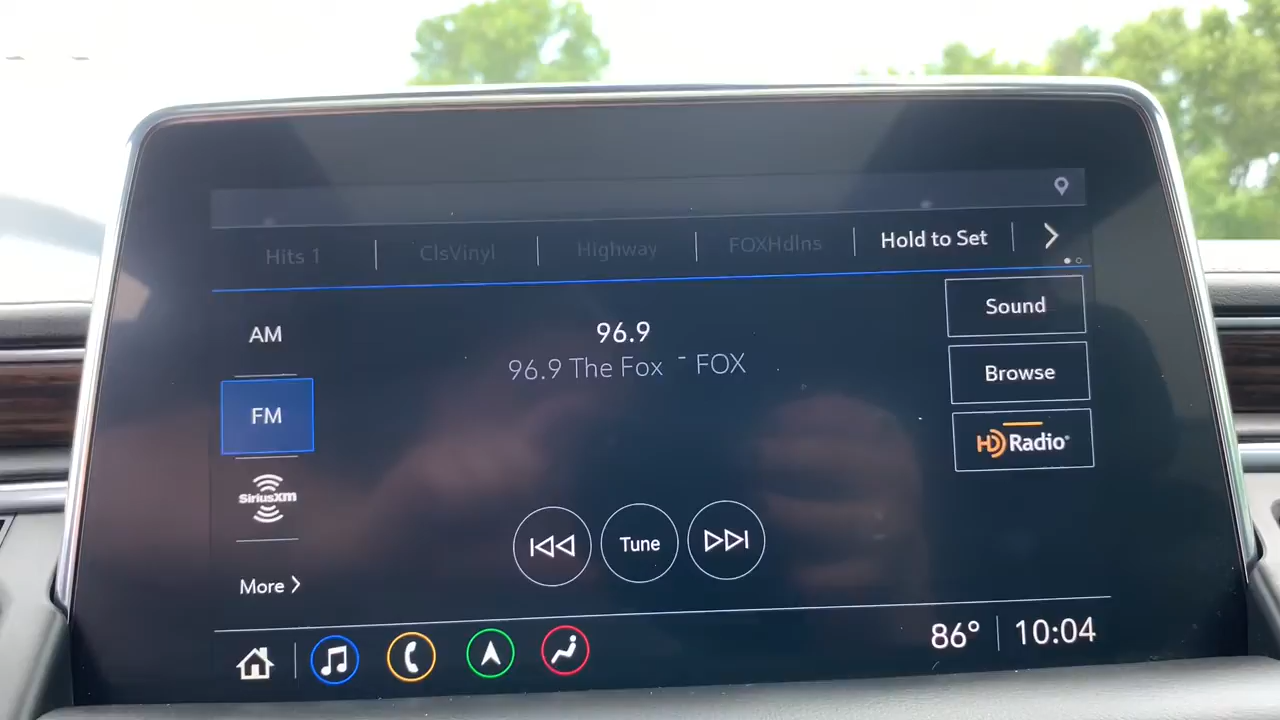 Hits 1
ClsVinyl
Highway
FOXHdlns
Hold to Set
AM
FM
SiriusXm
More
96.9
96.9 The Fox - FOX
Tune
Sound
Browse
HD Radio®
86°
10:04